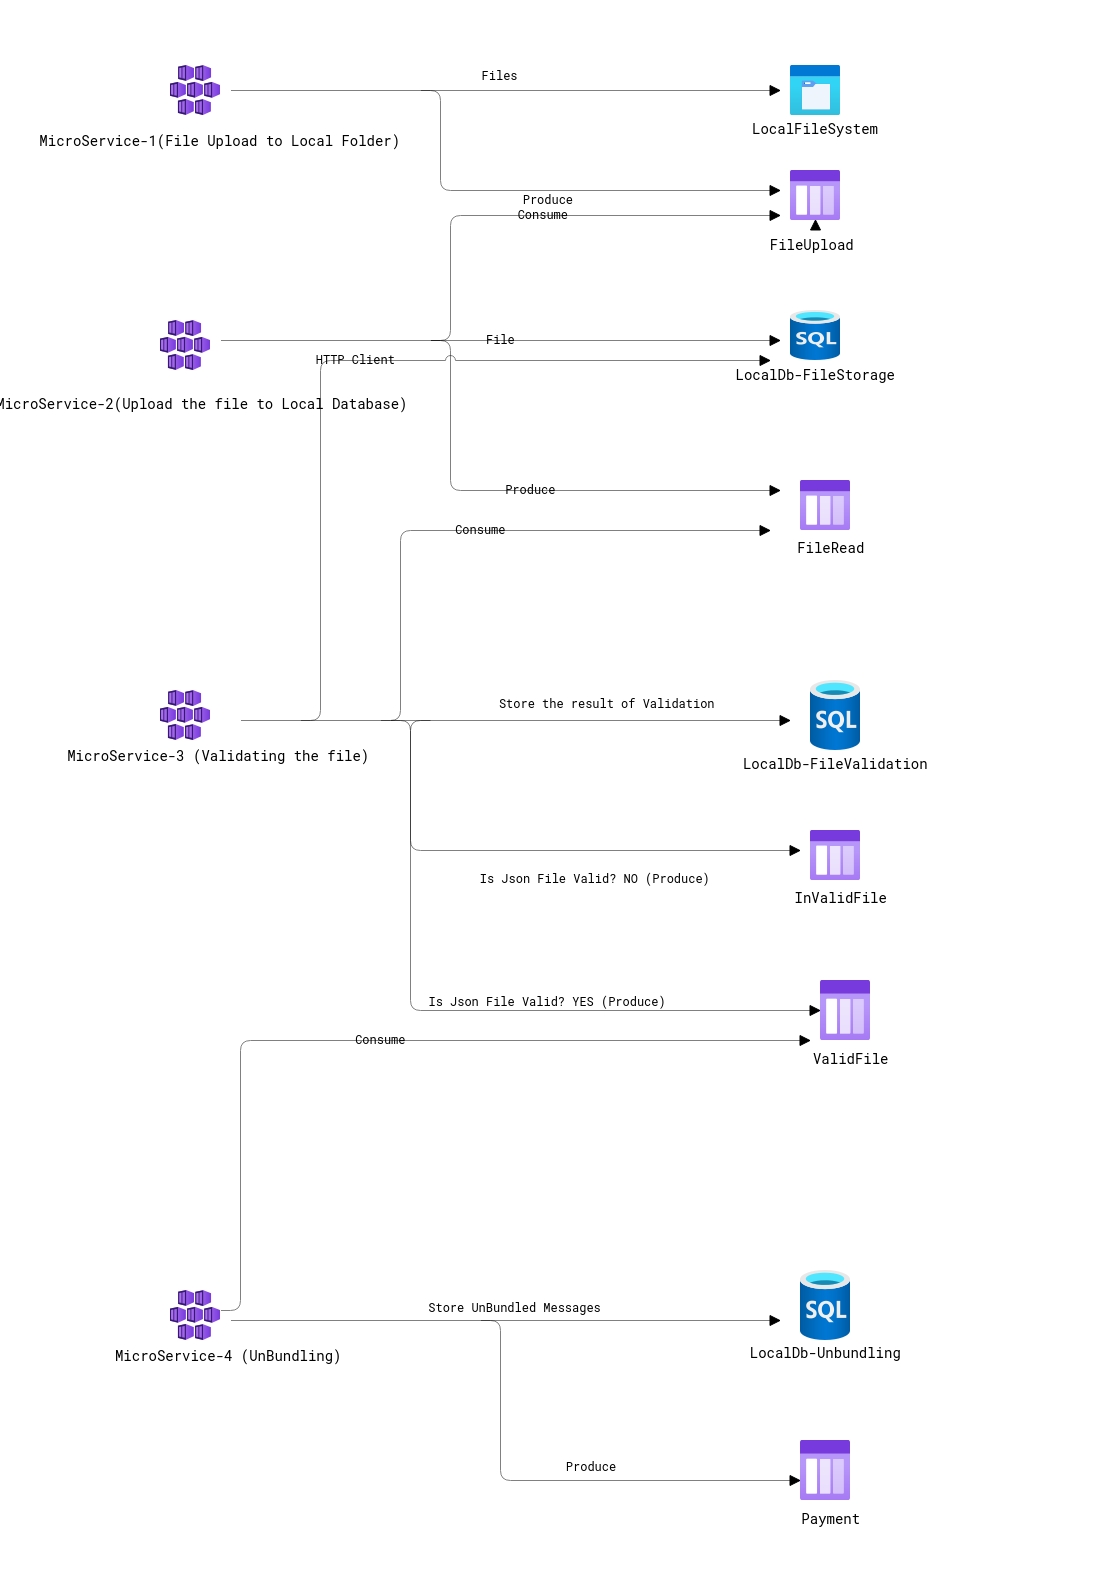 Files
LocalFileSystem
MicroService-1(File Upload to Local Folder)
Produce
Consume
FileUpload
File
SQL
HTTP Client
LocalDb-FileStorage
MicroService-2(Upload the file to Local Database)
Produce
Consume
FileRead
Store the result of Validation
SQL
MicroService-3 (Validating the file)
LocalDb-FileValidation
Is Json File Valid? NO (Produce)
InValidFile
Is Json File Valid? YES (Produce)
Consume
ValidFile
Store UnBundled Messages
SQL
MicroService-4 (UnBundling)
LocalDb-Unbundling
Produce
Payment